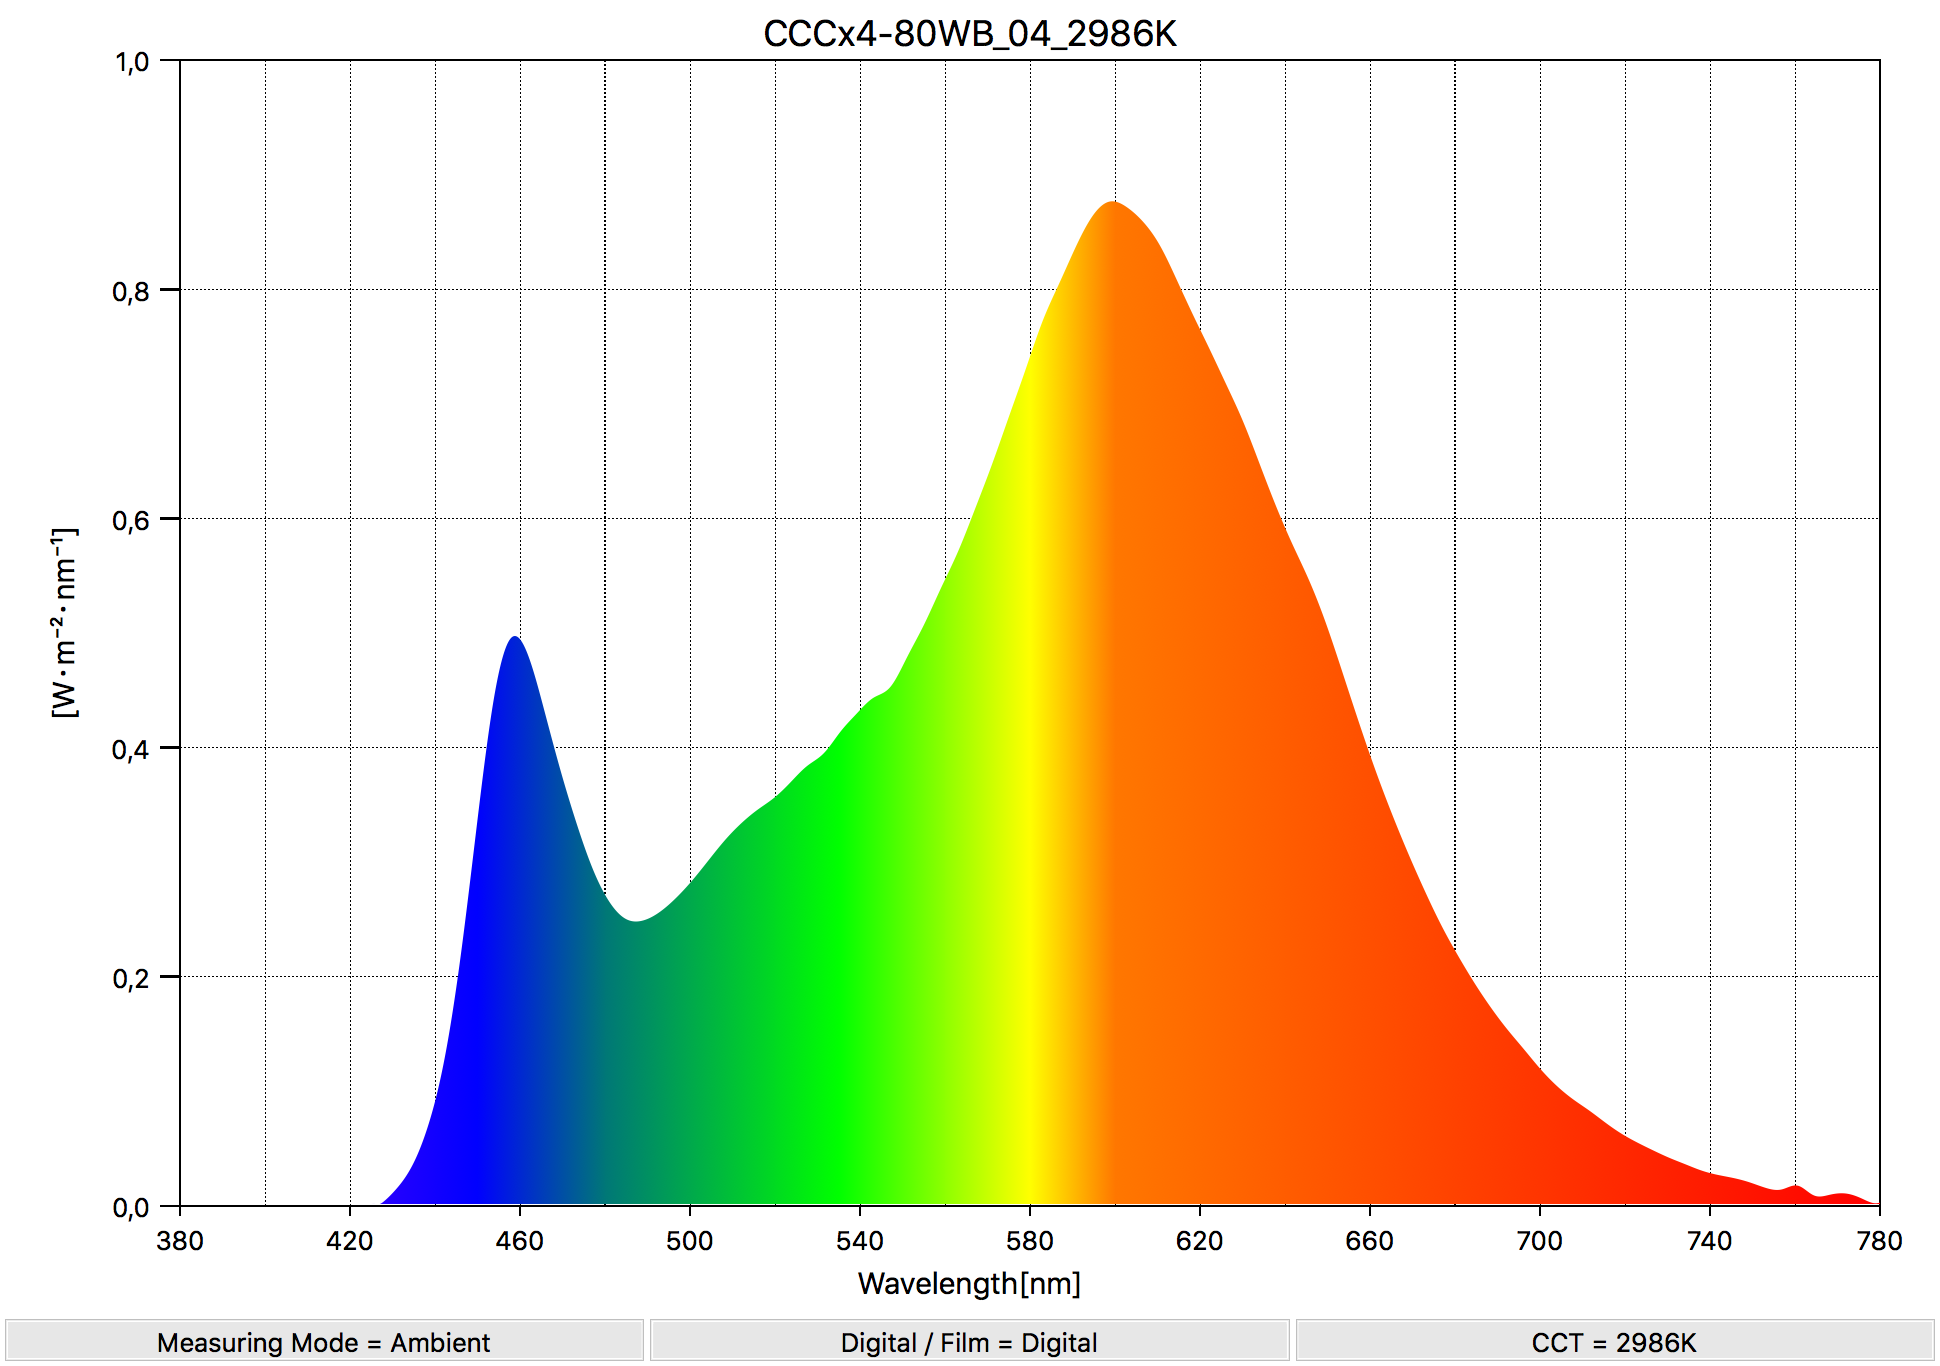 CCCx4-80WB_04_2986K
1,0
0,8
0,6
0,4
0,2
0,0
[W·m⁻²·nm⁻¹]
380 420 460 500 540 580 620 660 700 740 780
Wavelength[nm]
Measuring Mode = Ambient
Digital / Film = Digital
CCT = 2986K